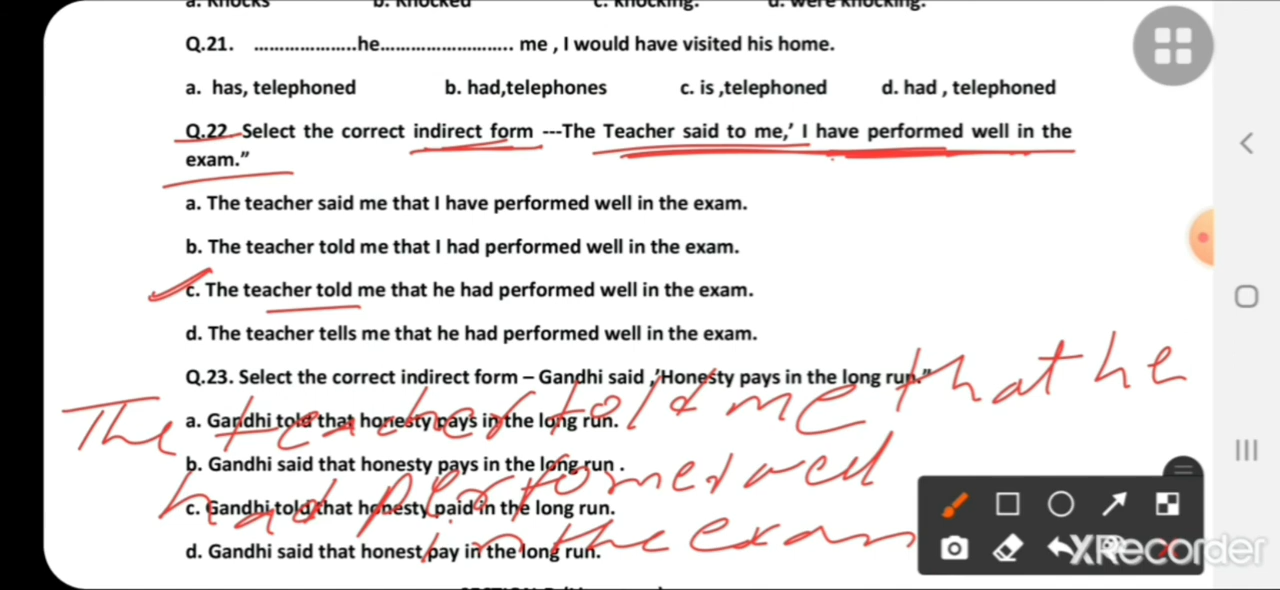 a. Knocks b. Knocked c. knocking. d. were knocking.
Q.21. ....................he.......................... me , I would have visited his home.
a. has, telephoned b. had,telephones c. is ,telephoned d. had , telephoned
Q.22 Select the correct indirect form ---The Teacher said to me,' I have performed well in the
exam.”
a. The teacher said me that I have performed well in the exam.
b. The teacher told me that I had performed well in the exam.
c. The teacher told me that he had performed well in the exam.
d. The teacher tells me that he had performed well in the exam.
Q.23. Select the correct indirect form – Gandhi said ,'Honesty pays in the long run.”
The teacher told me that he
a. Gandhi told that honesty pays in the long run.
b. Gandhi said that honesty pays in the long run .
had performed well
c. Gandhi told that honesty paid in the long run.
in the exam
d. Gandhi said that honest pay in the long run.
XRecorder